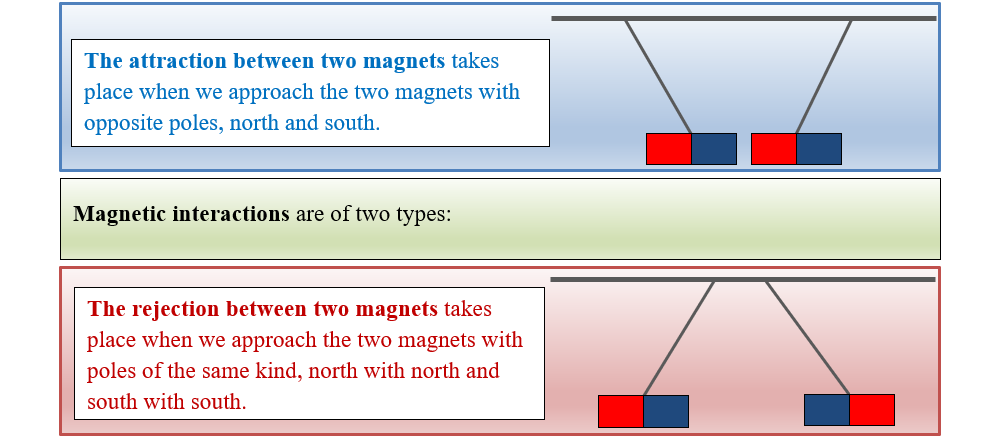 The attraction between two magnets takes
place when we approach the two magnets with
opposite poles, north and south.
Magnetic interactions are of two types:
The rejection between two magnets takes
place when we approach the two magnets with
poles of the same kind, north with north and
south with south.